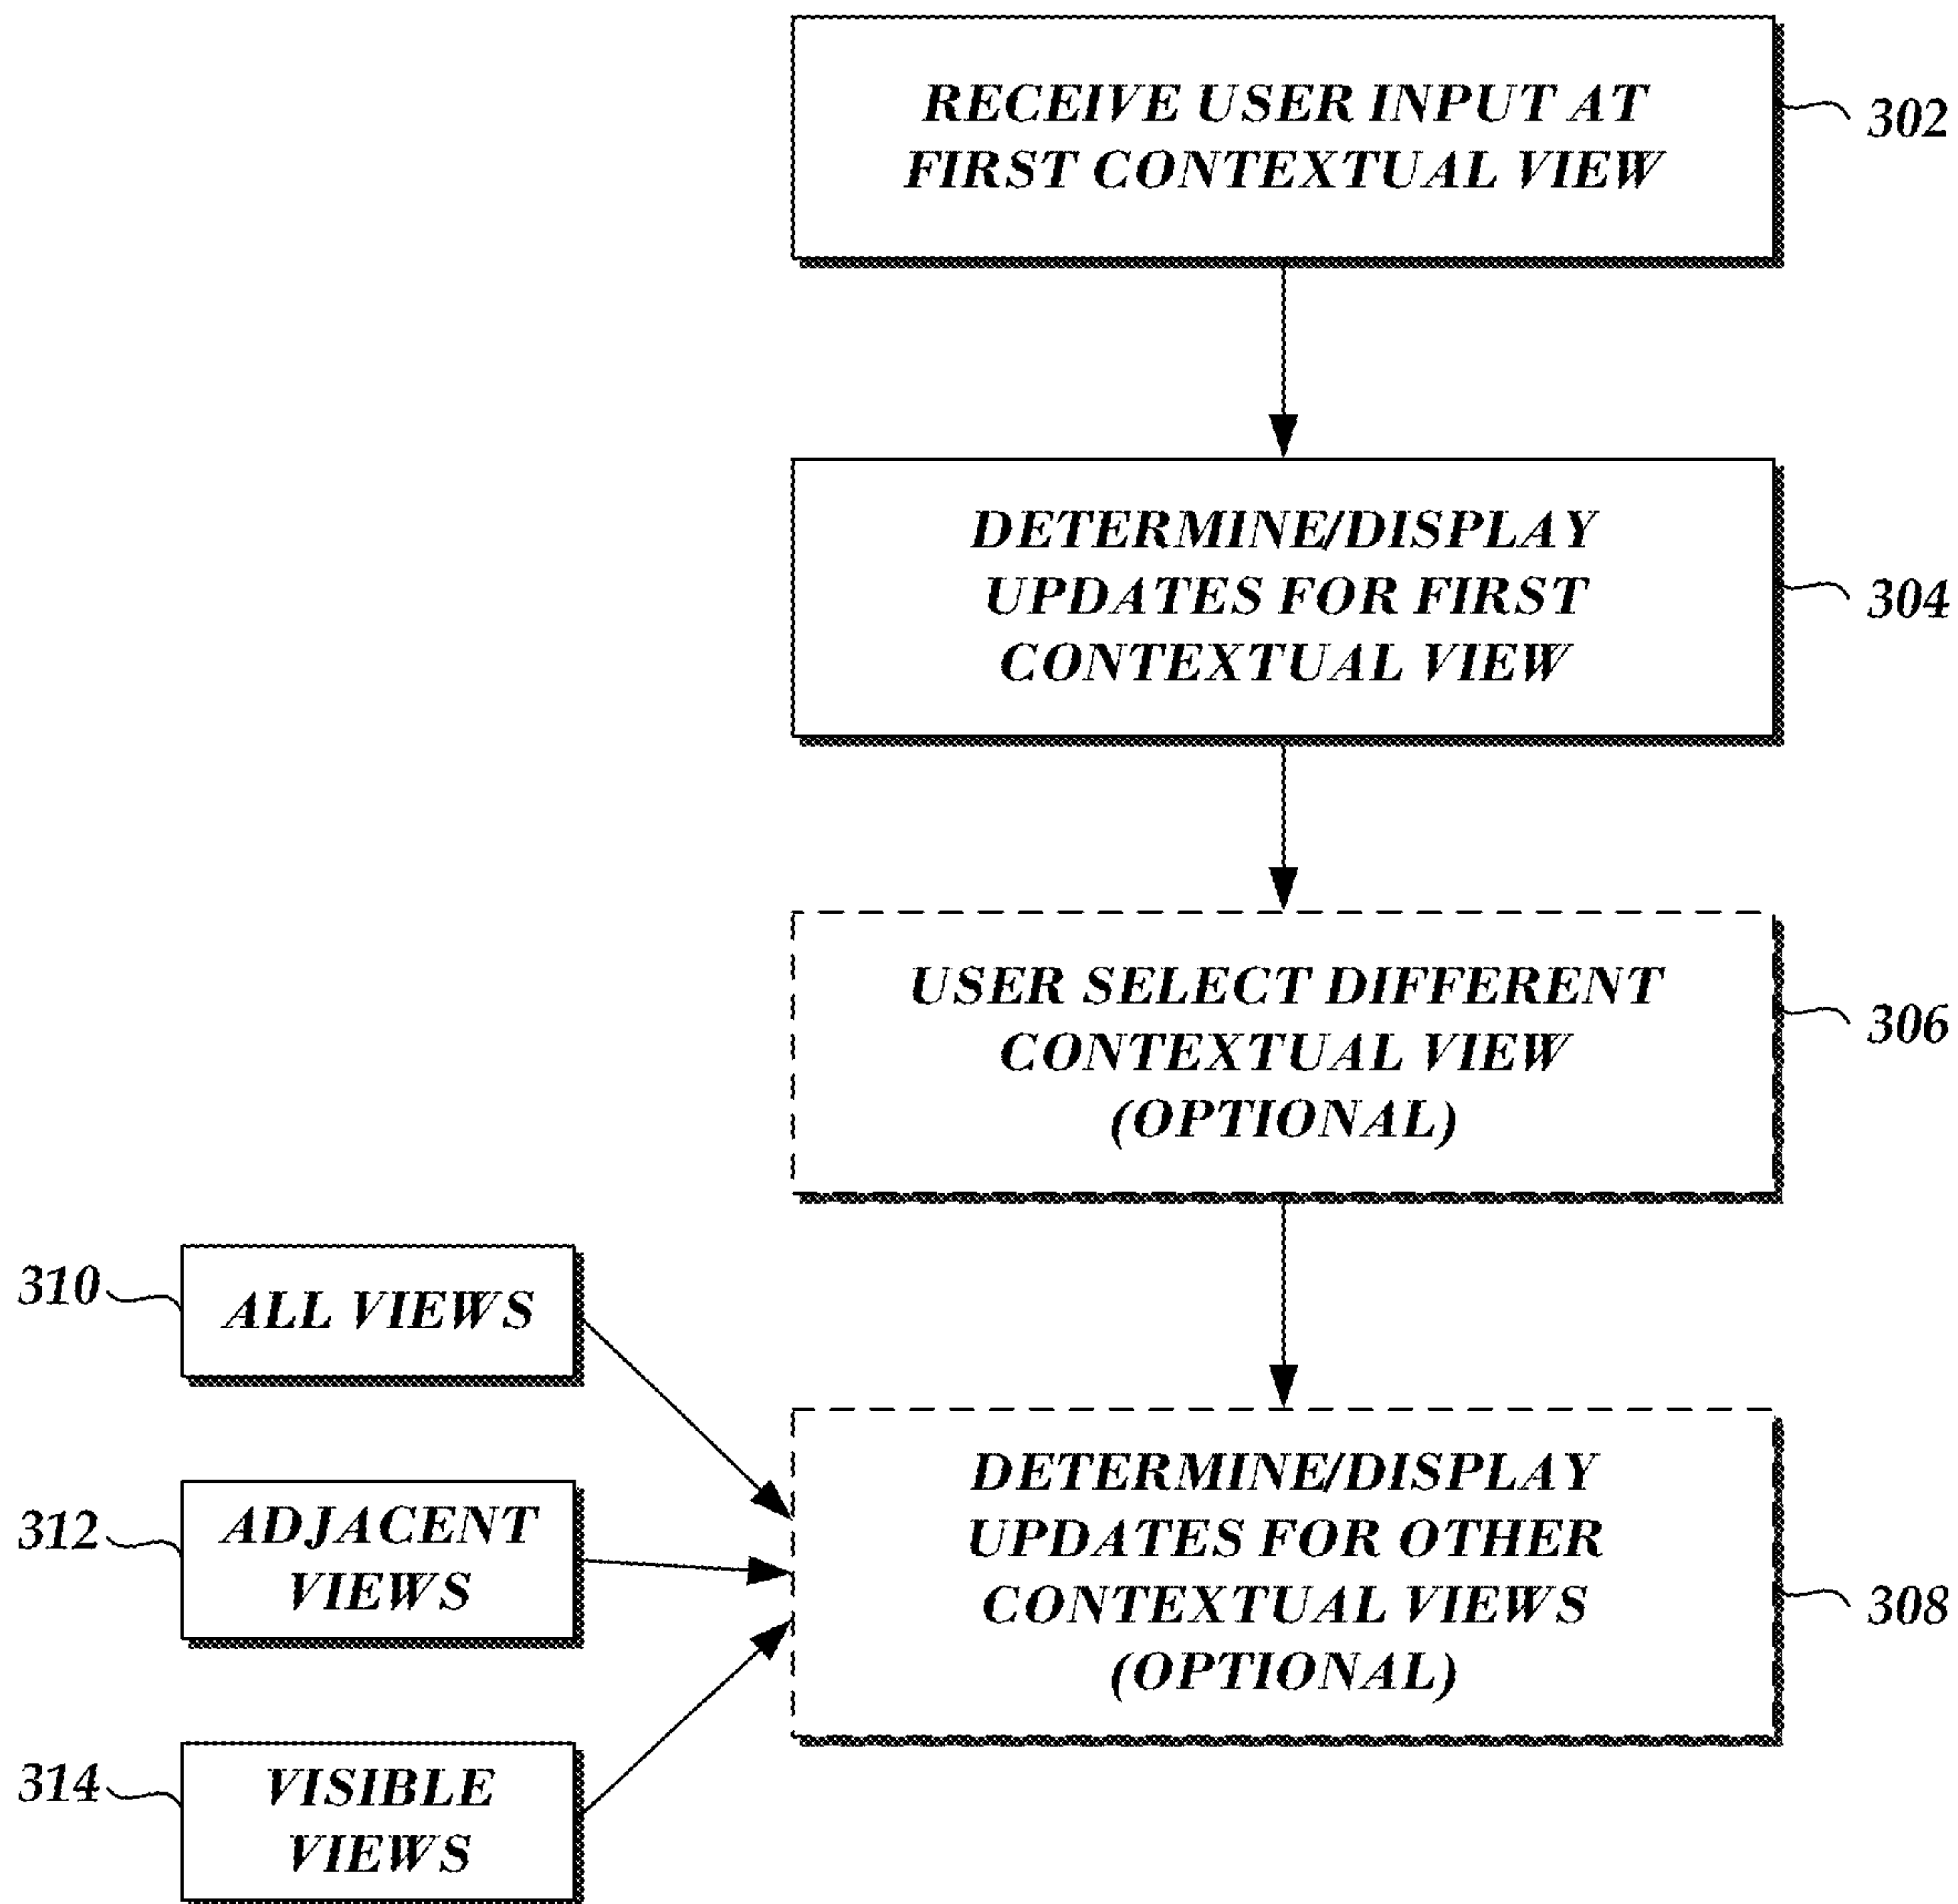 RECEIVE USER INPUT AT
FIRST CONTEXTUAL VIEW
302
DETERMINE/DISPLAY
UPDATES FOR FIRST
CONTEXTUAL VIEW
304
USER SELECT DIFFERENT
CONTEXTUAL VIEW
(OPTIONAL)
306
310
ALL VIEWS
312
ADJACENT
VIEWS
314
VISIBLE
VIEWS
DETERMINE/DISPLAY
UPDATES FOR OTHER
CONTEXTUAL VIEWS
(OPTIONAL)
308